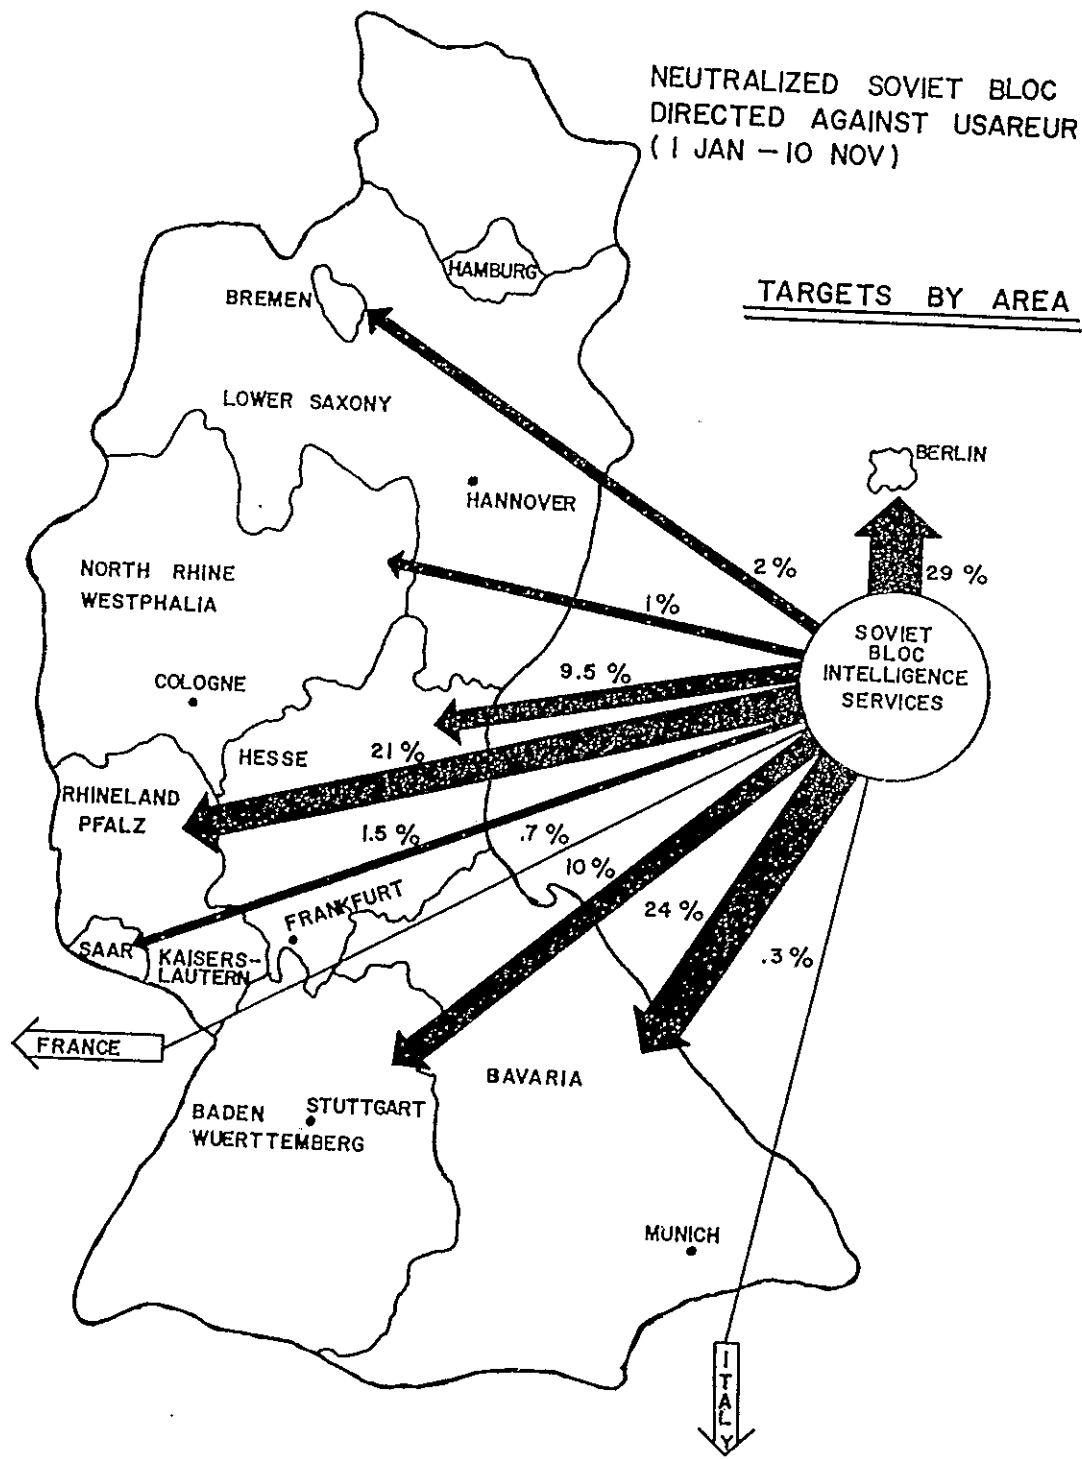 NEUTRALIZED SOVIET BLOC
DIRECTED AGAINST USAREUR
(1 JAN - 10 NOV)
TARGETS BY AREA
HAMBURG
BREMEN
LOWER SAXONY
BERLIN
HANNOVER
NORTH RHINE
WESTPHALIA
2%
29%
1%
SOVIET
BLOC
INTELLIGENCE
SERVICES
9.5%
COLOGNE
21%
HESSE
RHINELAND
PFALZ
1.5%
.7%
10%
24%
FRANKFURT
SAAR
KAISERS-
LAUTERN
.3%
FRANCE
BAVARIA
BADEN
WUERTTEMBERG
STUTTGART
MUNICH
ITALY